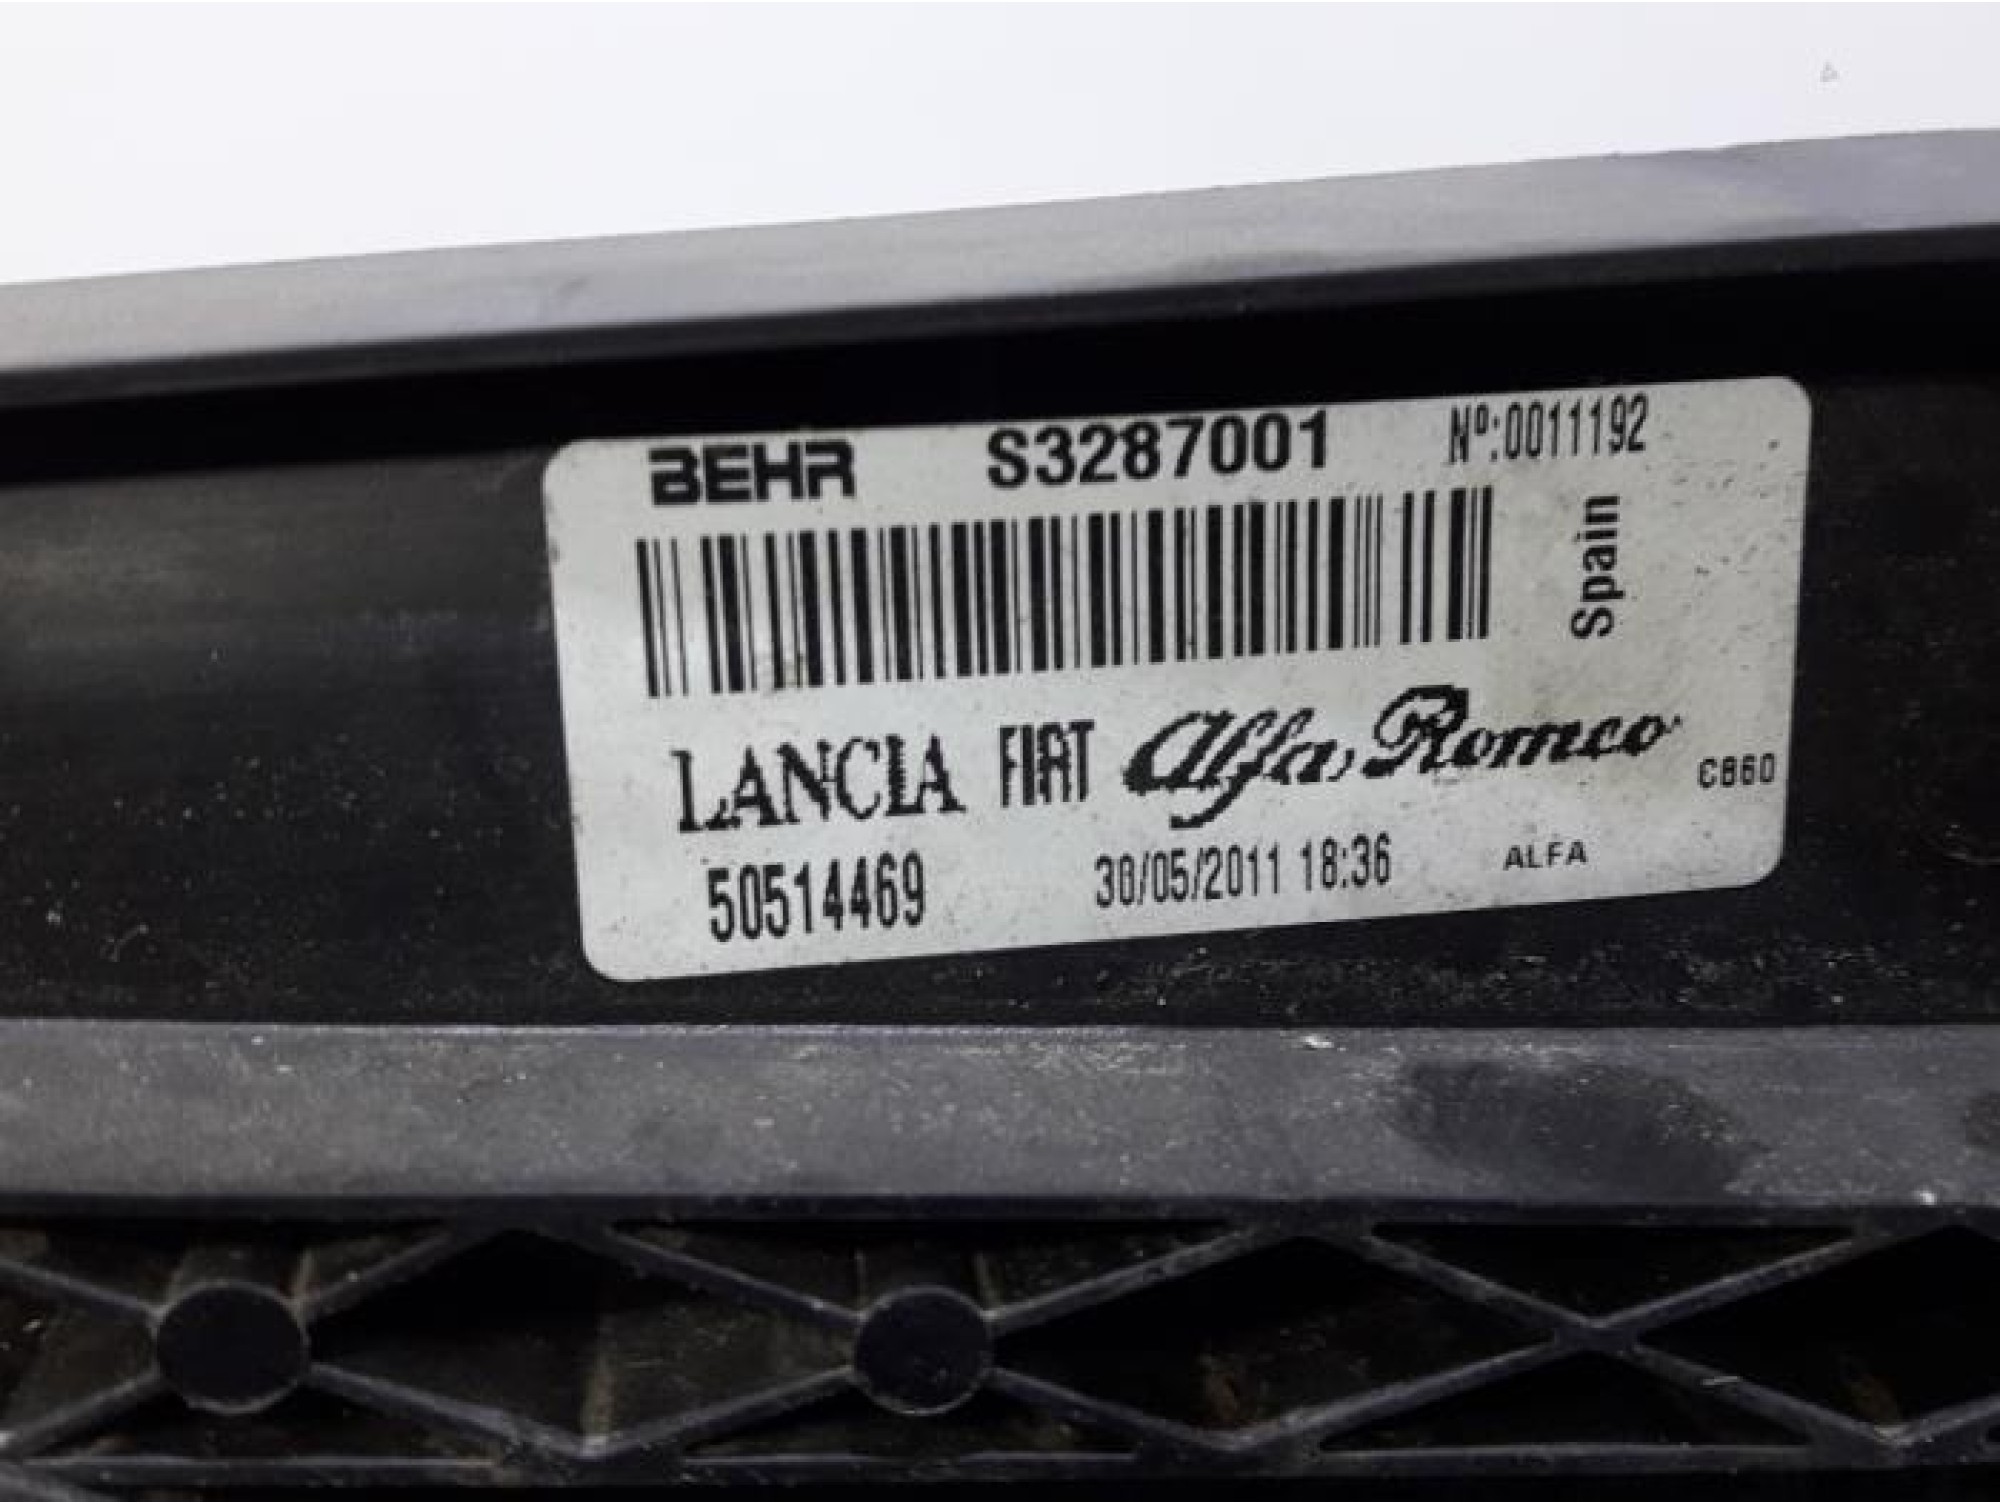 BEHR S3287001 Nº:0011192
Spain
LANCIA FIAT Alfa Romeo C860
50514469 30/05/2011 18:36 ALFA